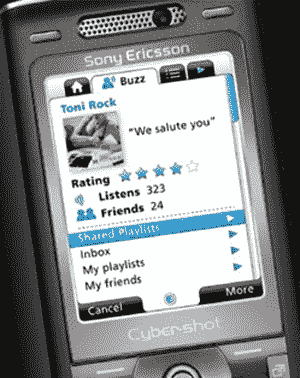 Sony Ericsson
Buzz
Toni Rock
"We salute you"
Rating
Listens 323
Friends 24
Shared Playlists
Inbox
My playlists
My friends
Cancel
More
Cyber-shot